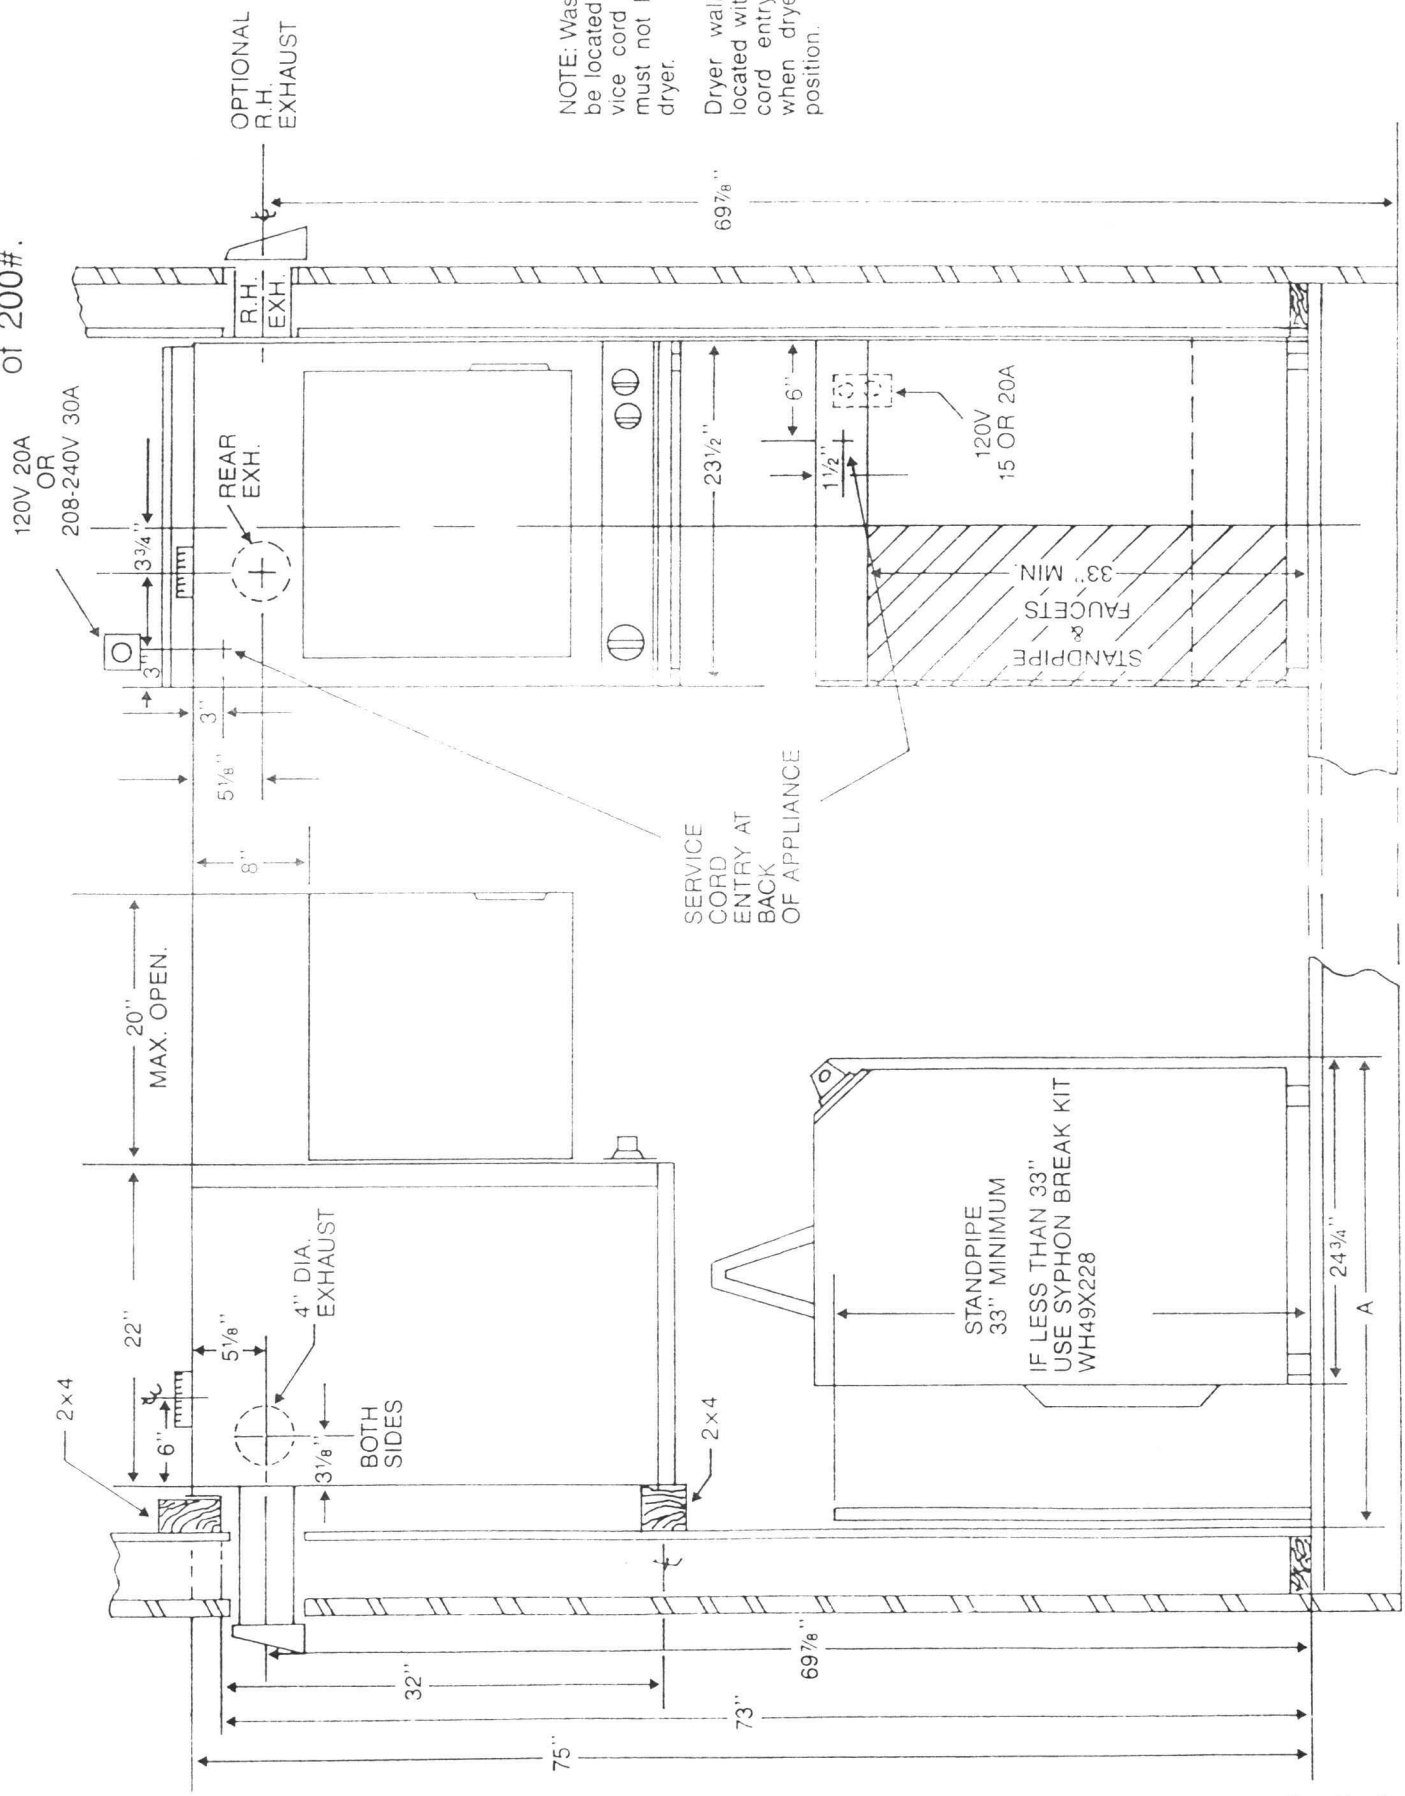 of 200#.
120V 20A
OR
208-240V 30A
OPTIONAL
R.H.
EXHAUST
R.H.
EXH.
REAR
EXH.
3¾"
3"
3"
5⅛"
8"
20"
MAX. OPEN.
22"
2x4
6"
5⅛"
4" DIA.
EXHAUST
3⅛"
BOTH
SIDES
2x4
32"
69⅞"
73"
75"
SERVICE
CORD
ENTRY AT
BACK
OF APPLIANCE
23½"
6"
1½"
120V
15 OR 20A
33" MIN.
STANDPIPE
&
FAUCETS
69⅞"
STANDPIPE
33" MINIMUM
IF LESS THAN 33"
USE SYPHON BREAK KIT
WH49X228
24¾"
A
NOTE: Was
be located
vice cord
must not
dryer.
Dryer wal
located wit
cord entry
when drye
position.